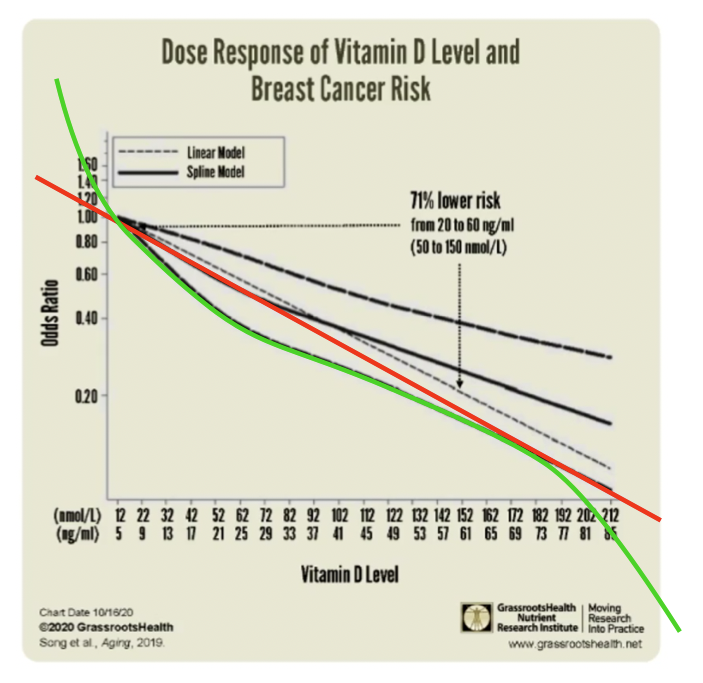 Dose Response of Vitamin D Level and
Breast Cancer Risk
Linear Model
Spline Model
71% lower risk
from 20 to 60 ng/ml
(50 to 150 nmol/L)
Odds Ratio
1.60
1.40
1.20
1.00
0.80
0.60
0.40
0.20
(nmol/L) 12 22 32 42 52 62 72 82 92 102 112 122 132 142 152 162 172 182 192 202 212
(ng/ml) 5 9 13 17 21 25 29 33 37 41 45 49 53 57 61 65 69 73 77 81 85
Vitamin D Level
Chart Date 10/16/20
©2020 GrassrootsHealth
Song et al., Aging, 2019.
GrassrootsHealth
Nutrient
Research Institute
Moving
Research
Into Practice
www.grassrootshealth.net